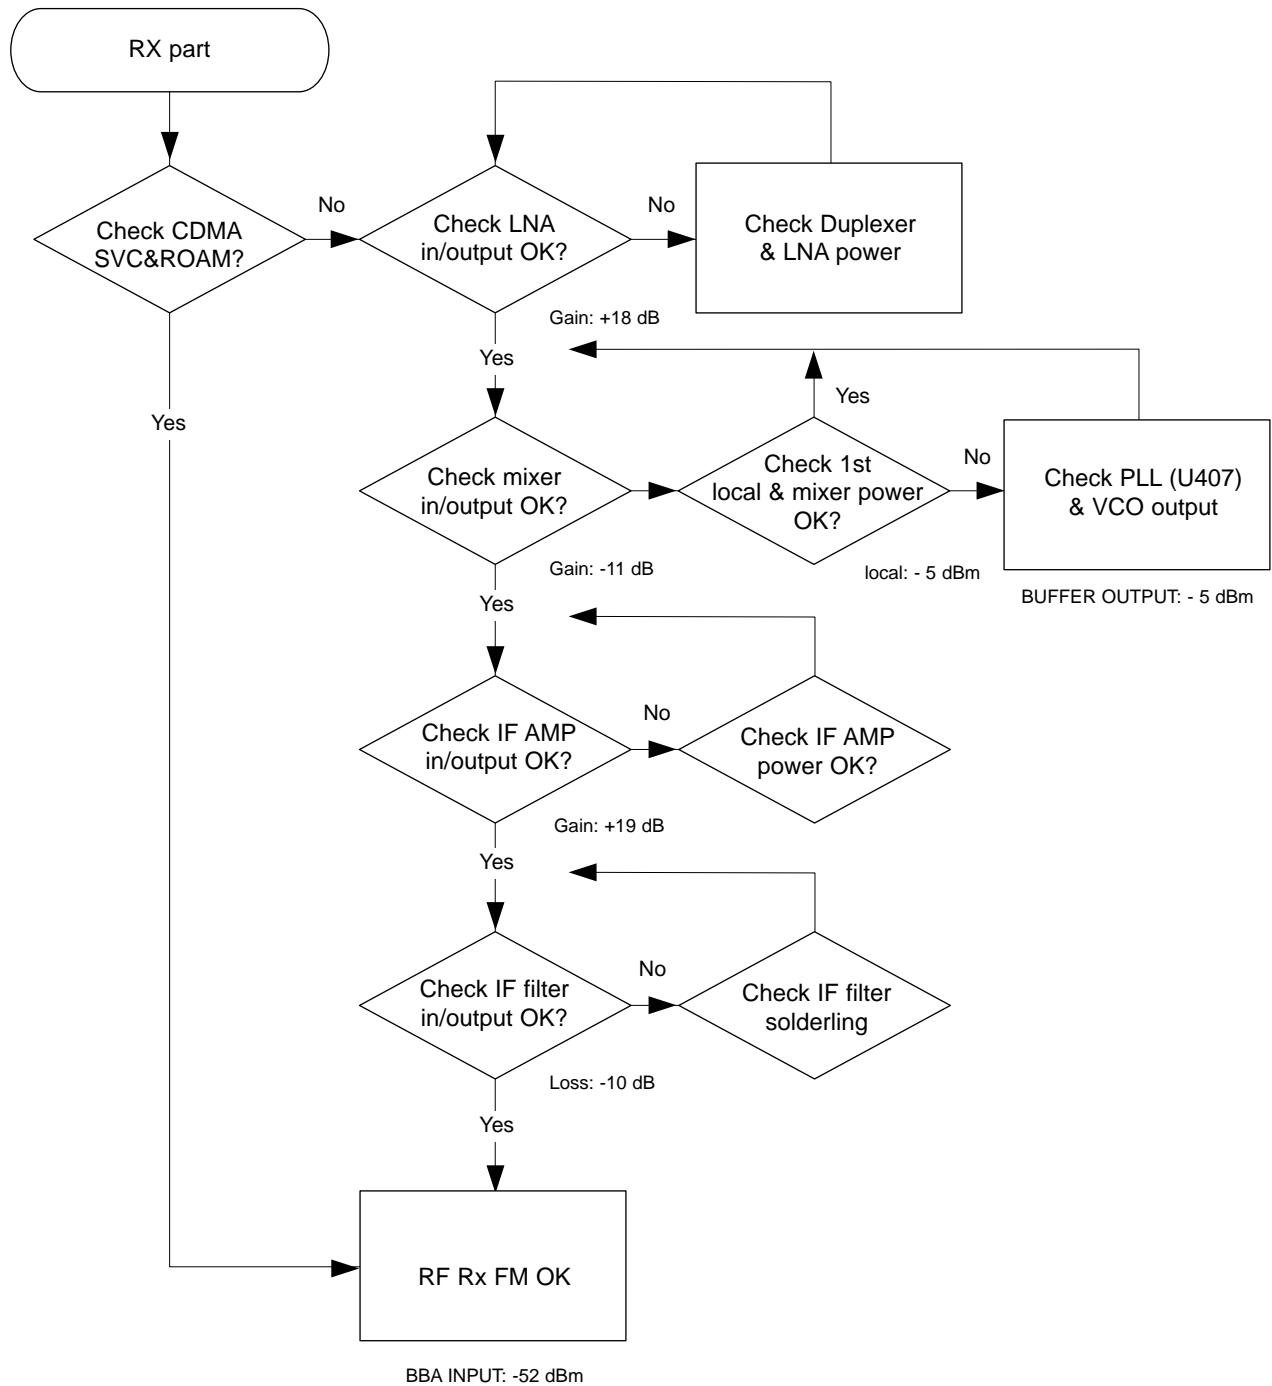 RX part
Check CDMA
SVC&ROAM?
No
Check LNA
in/output OK?
No
Check Duplexer
& LNA power
Gain: +18 dB
Yes
Yes
Yes
Check mixer
in/output OK?
Check 1st
local & mixer power
OK?
No
Check PLL (U407)
& VCO output
Gain: -11 dB
local: - 5 dBm
BUFFER OUTPUT: - 5 dBm
Yes
Check IF AMP
in/output OK?
No
Check IF AMP
power OK?
Gain: +19 dB
Yes
Check IF filter
in/output OK?
No
Check IF filter
solderling
Loss: -10 dB
Yes
RF Rx FM OK
BBA INPUT: -52 dBm